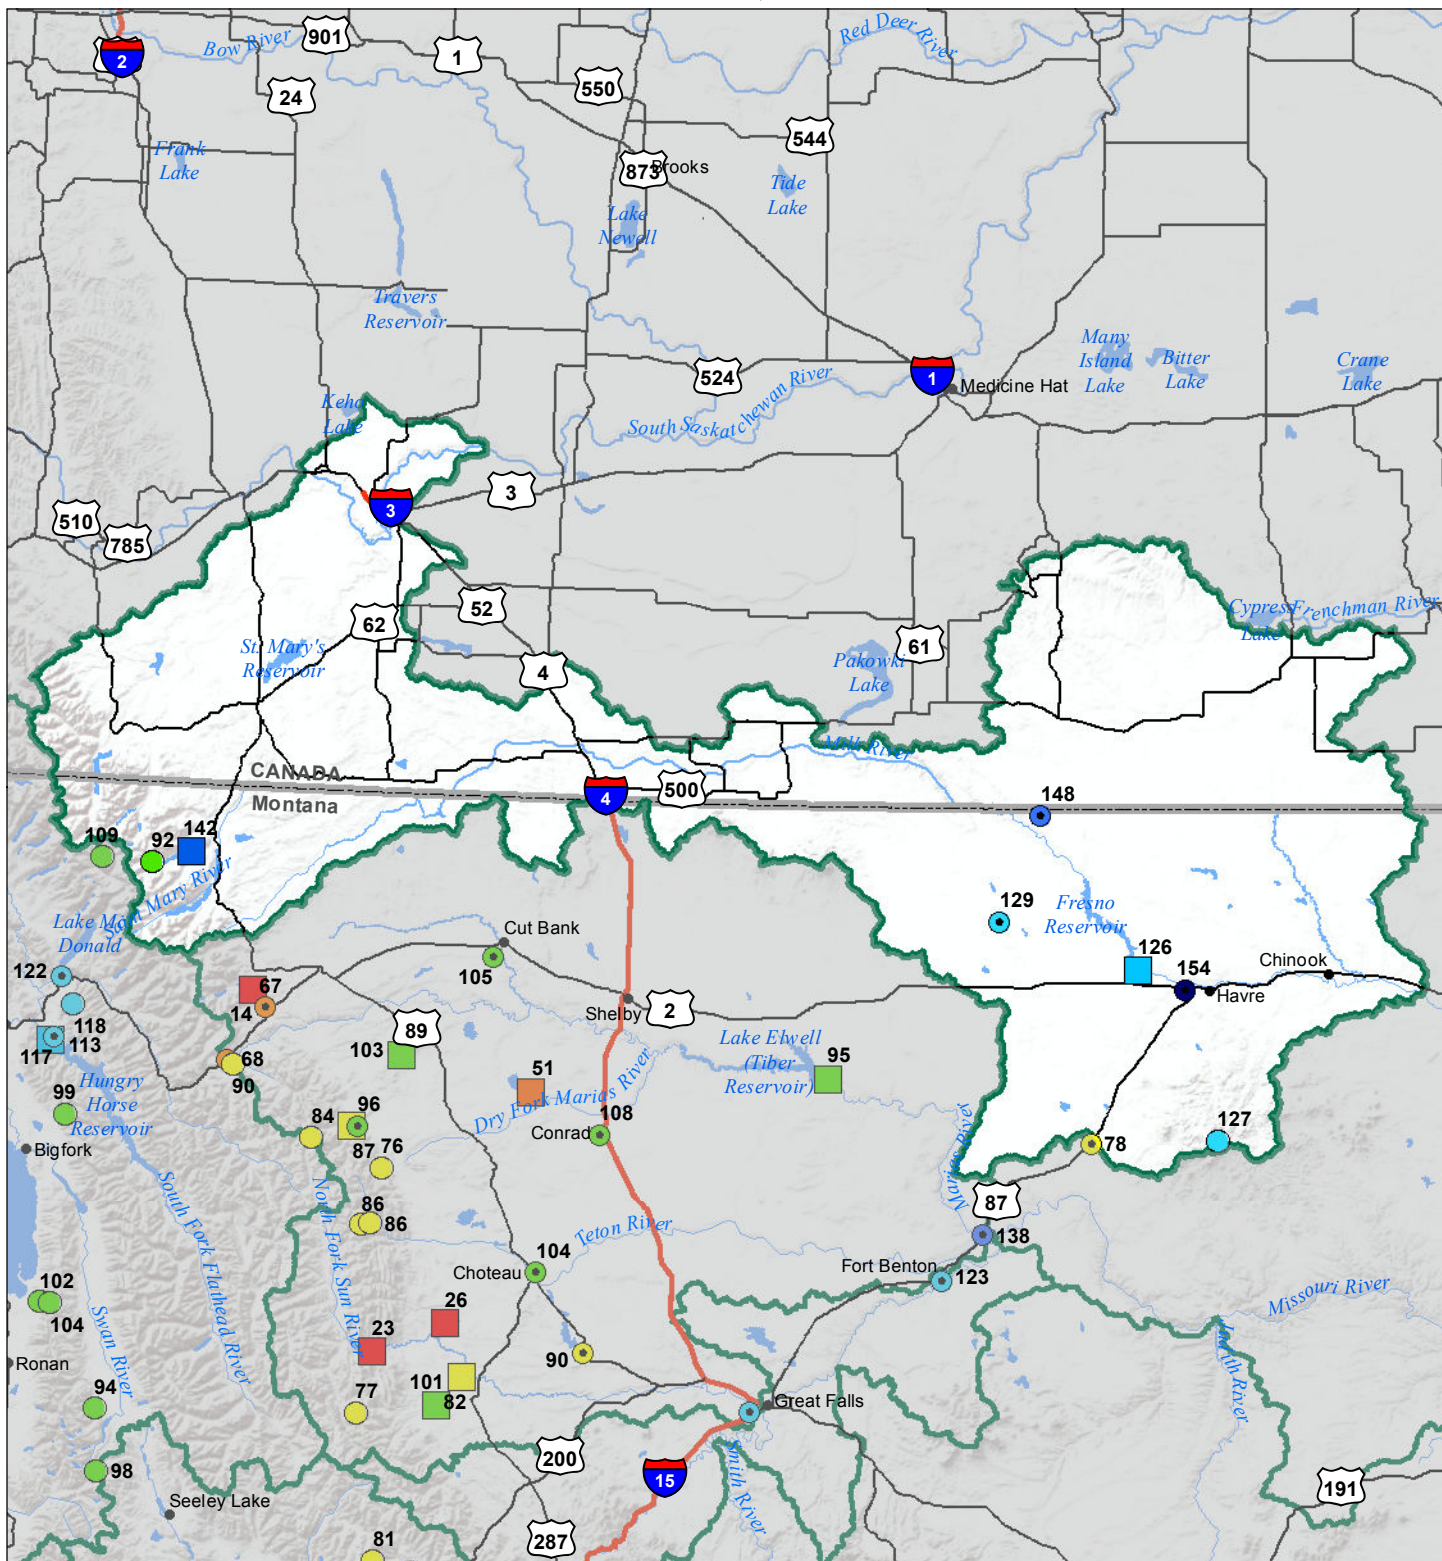 2
Bow River
901
1
Red Deer River
24
550
544
Frank
Lake
873
Brooks
Tide
Lake
Lake
Newell
Travers
Reservoir
524
South Saskatchewan River
1
Medicine Hat
Many
Island
Lake
Bitter
Lake
Crane
Lake
Keho
Lake
3
3
510
785
52
62
St. Mary's
Reservoir
4
61
Pakowki
Lake
Cypress
Lake
Frenchman River
Milk River
CANADA
Montana
4
500
148
109
92
142
Saint Mary River
Lake Mc
Donald
129
Fresno
Reservoir
126
154
Chinook
Havre
Cut Bank
105
122
67
14
118
113
117
Shelby
2
89
103
68
90
Lake Elwell
(Tiber
Reservoir)
95
51
Dry Fork Marias River
99
Hungry
Horse
Reservoir
84
96
87
76
108
Conrad
Marias River
78
127
Bigfork
86
86
South Fork Flathead River
North Fork Sun River
Teton River
87
138
104
Choteau
Fort Benton
123
Missouri River
102
104
Swan River
26
23
Judith River
Ronan
90
94
101
82
77
Great Falls
98
200
15
Smith River
191
Seeley Lake
287
81